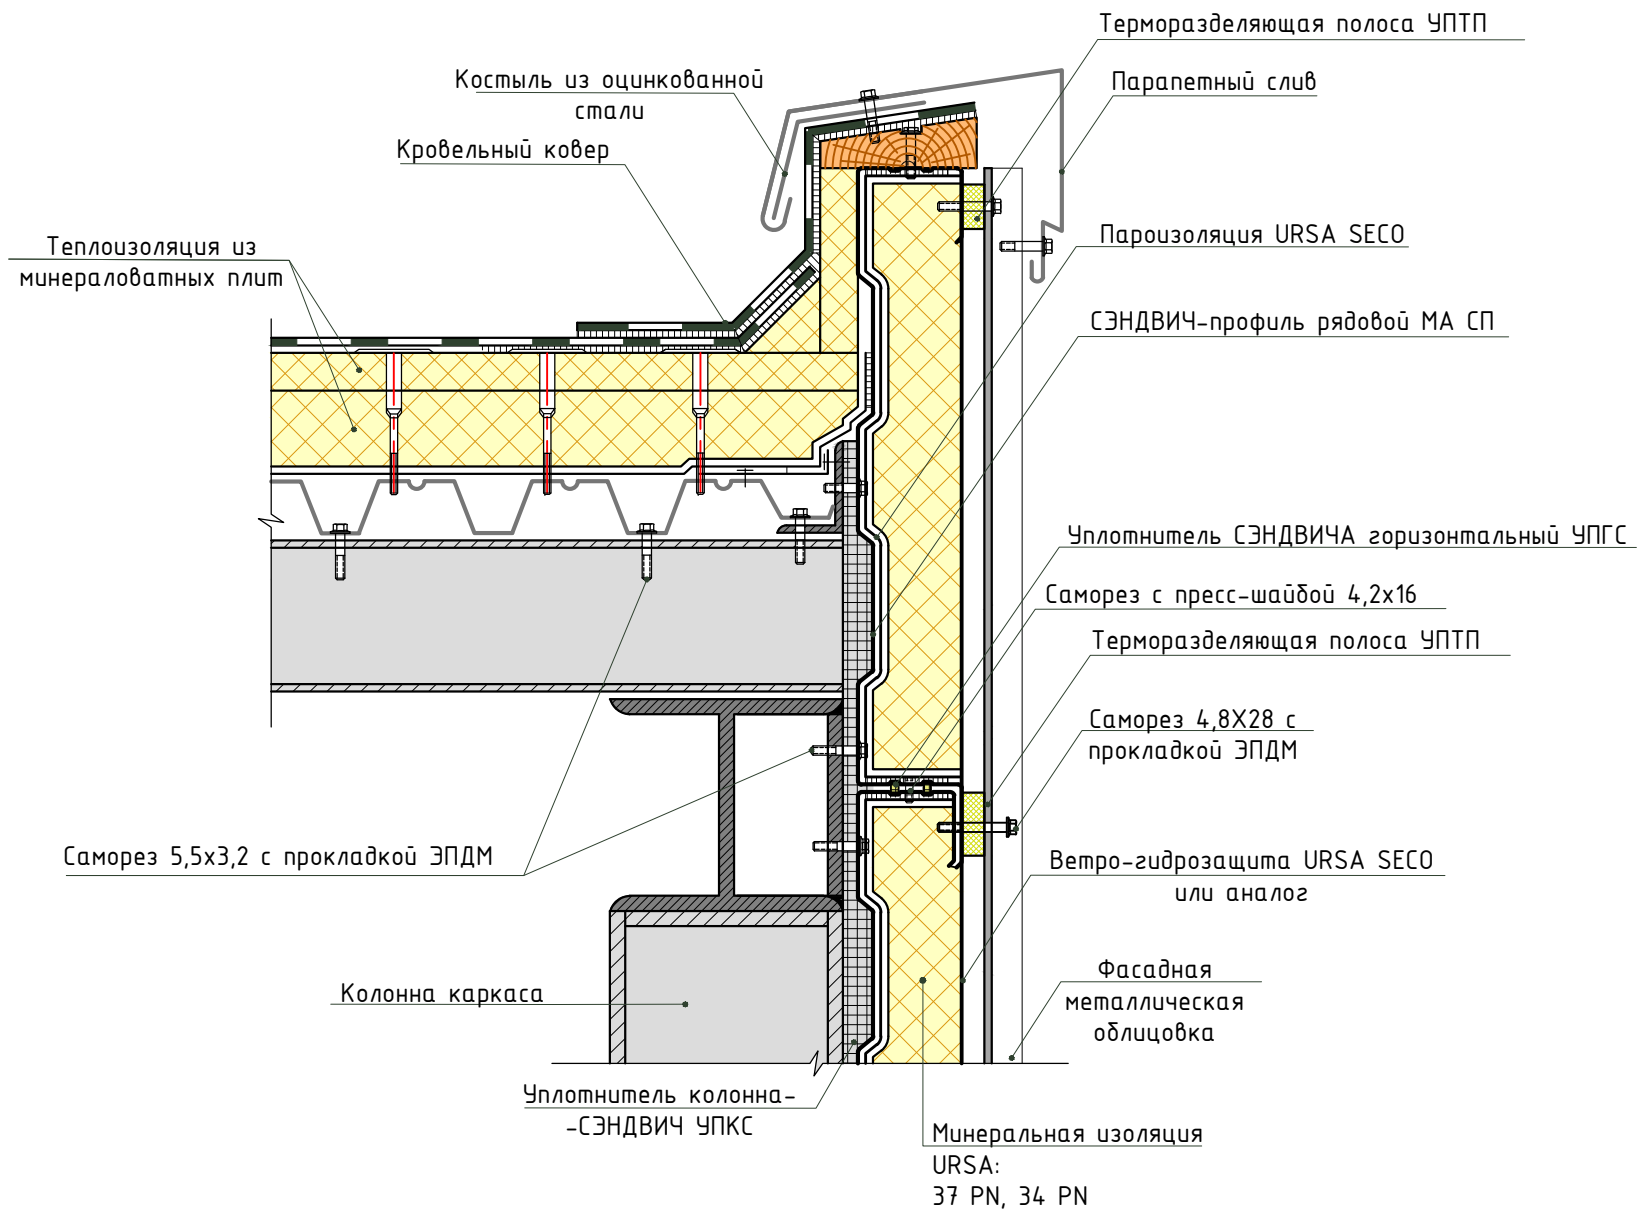 Терморазделяющая полоса УПТП
Костыль из оцинкованной
стали
Парапетный слив
Кровельный ковер
Теплоизоляция из
минераловатных плит
Пароизоляция URSA SECO
СЭНДВИЧ-профиль рядовой МА СП
Уплотнитель СЭНДВИЧА горизонтальный УПГС
Саморез с пресс-шайбой 4,2х16
Терморазделяющая полоса УПТП
Саморез 4,8Х28 с
прокладкой ЭПДМ
Саморез 5,5х3,2 с прокладкой ЭПДМ
Ветро-гидрозащита URSA SECO
или аналог
Колонна каркаса
Фасадная
металлическая
облицовка
Уплотнитель колонна-
-СЭНДВИЧ УПКС
Минеральная изоляция
URSA:
37 PN, 34 PN